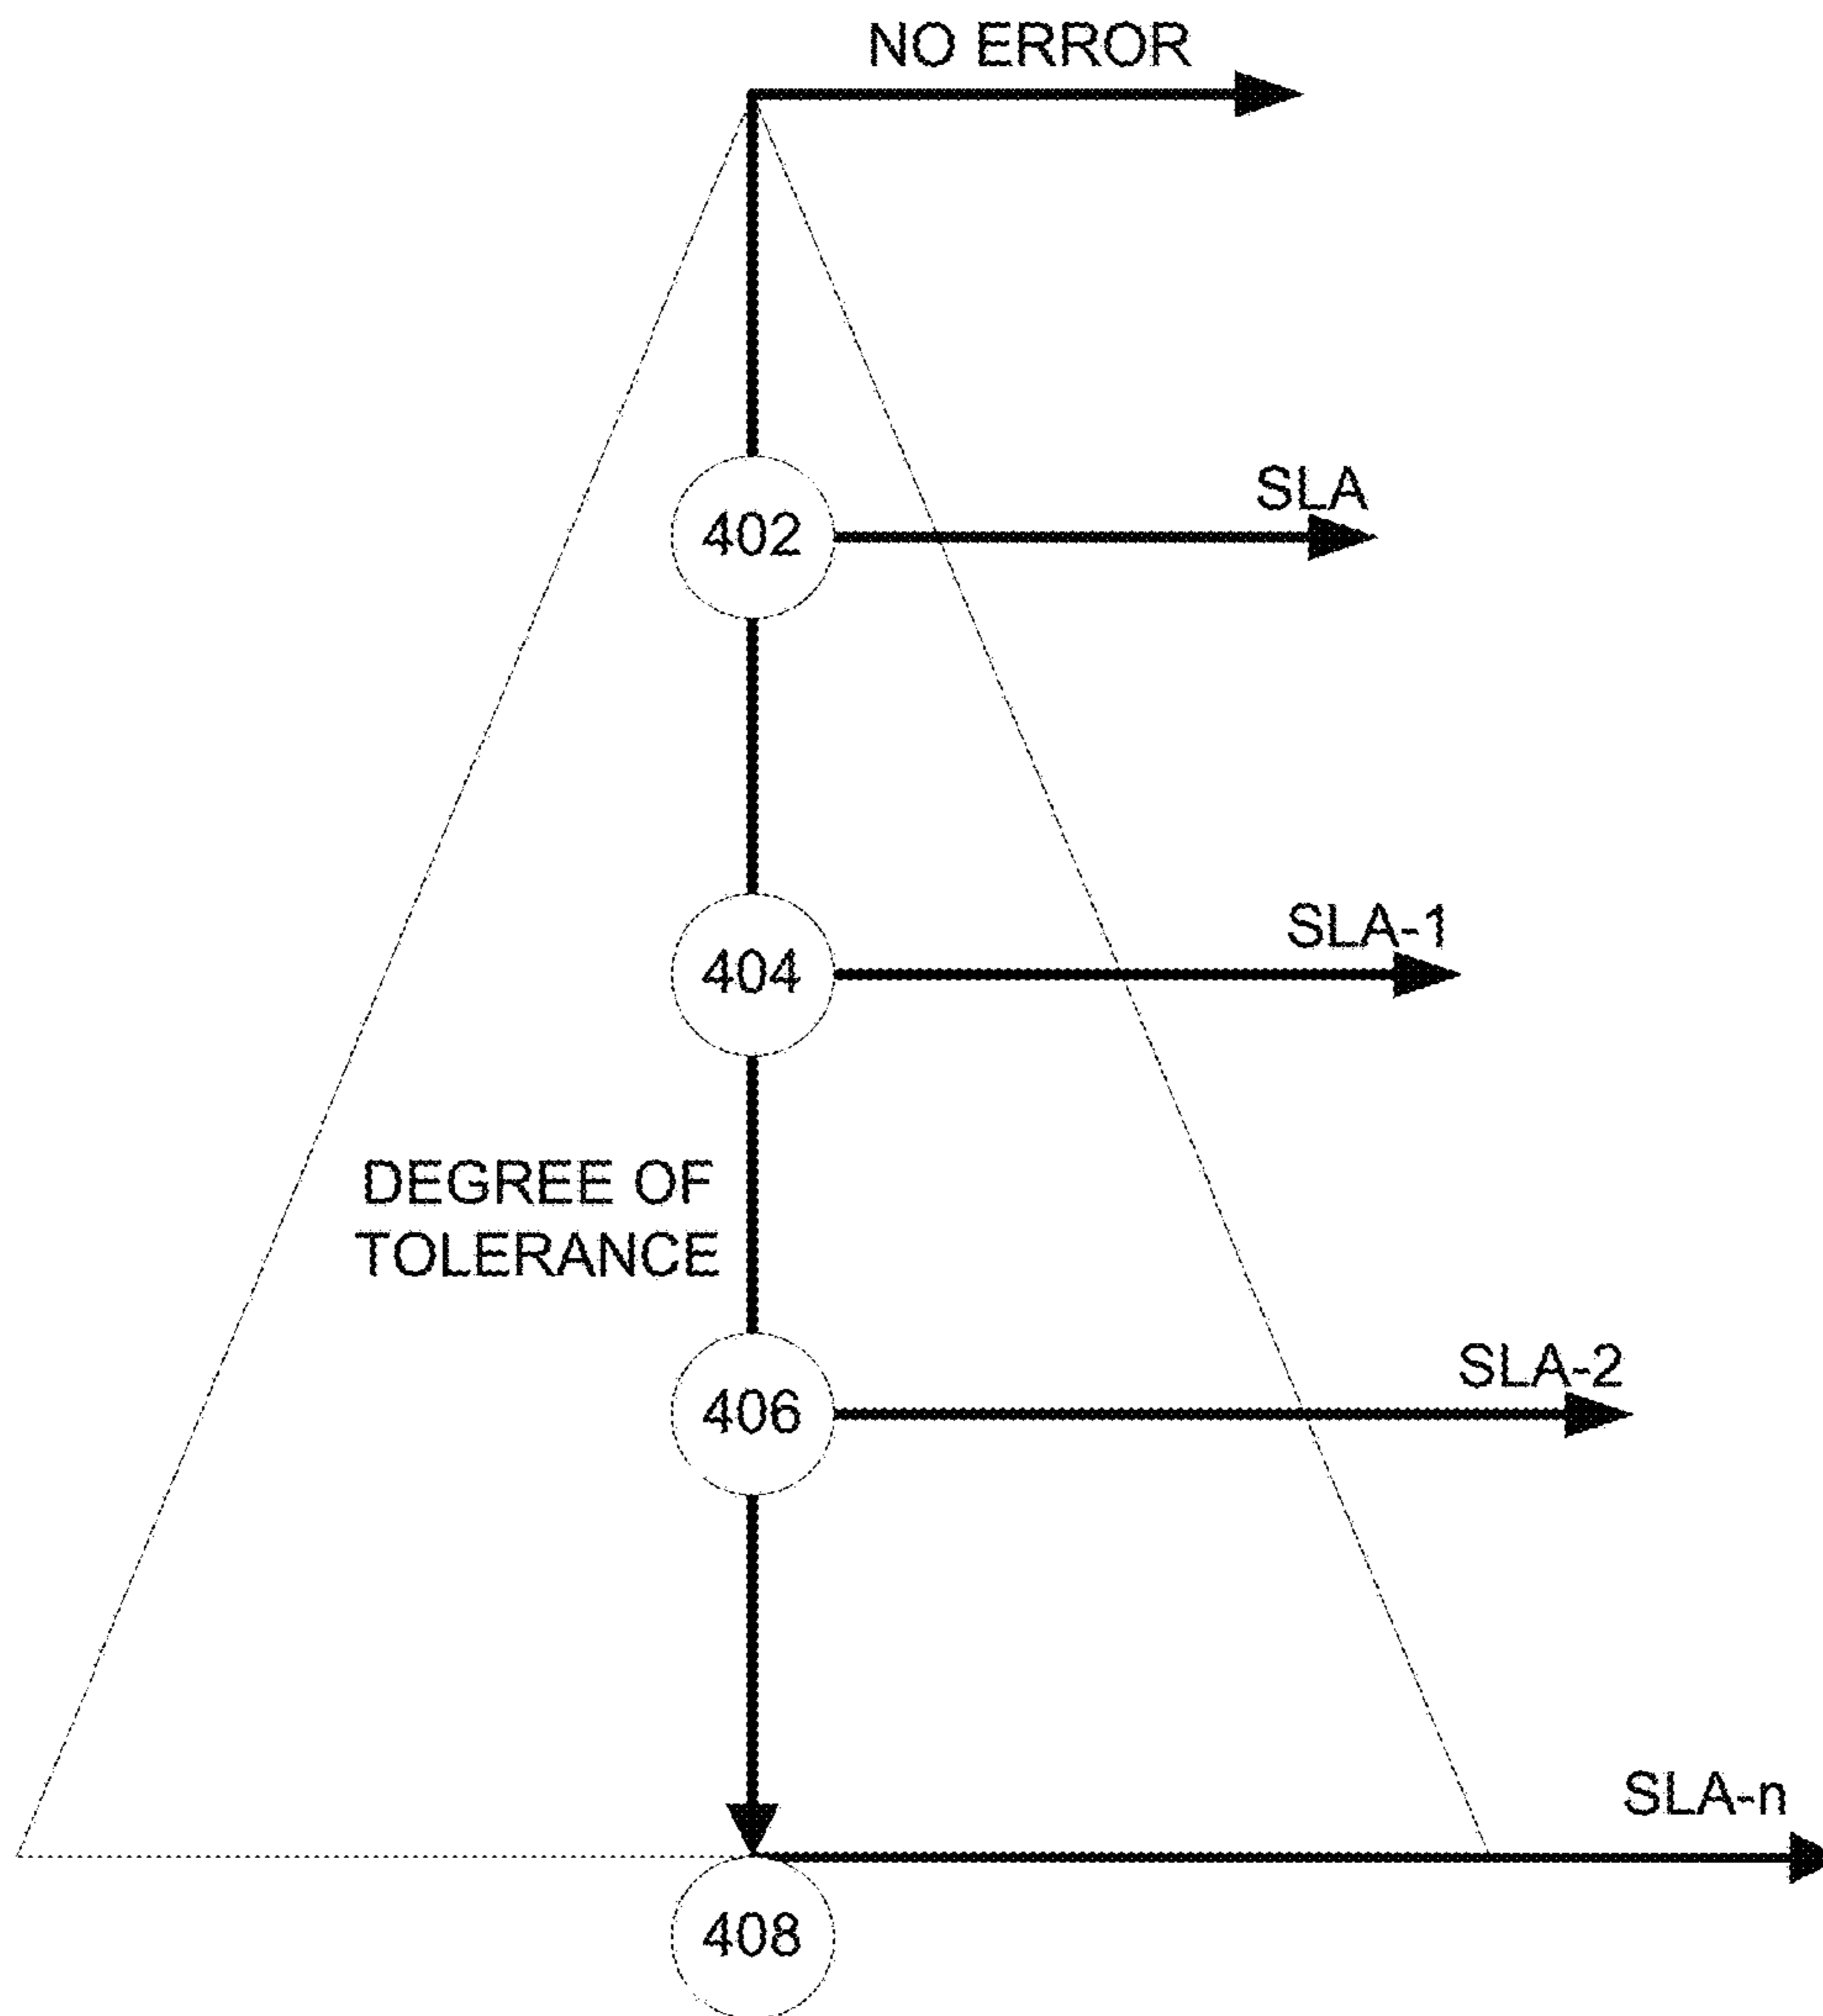 NO ERROR
SLA
402
SLA-1
404
DEGREE OF
TOLERANCE
SLA-2
406
SLA-n
408